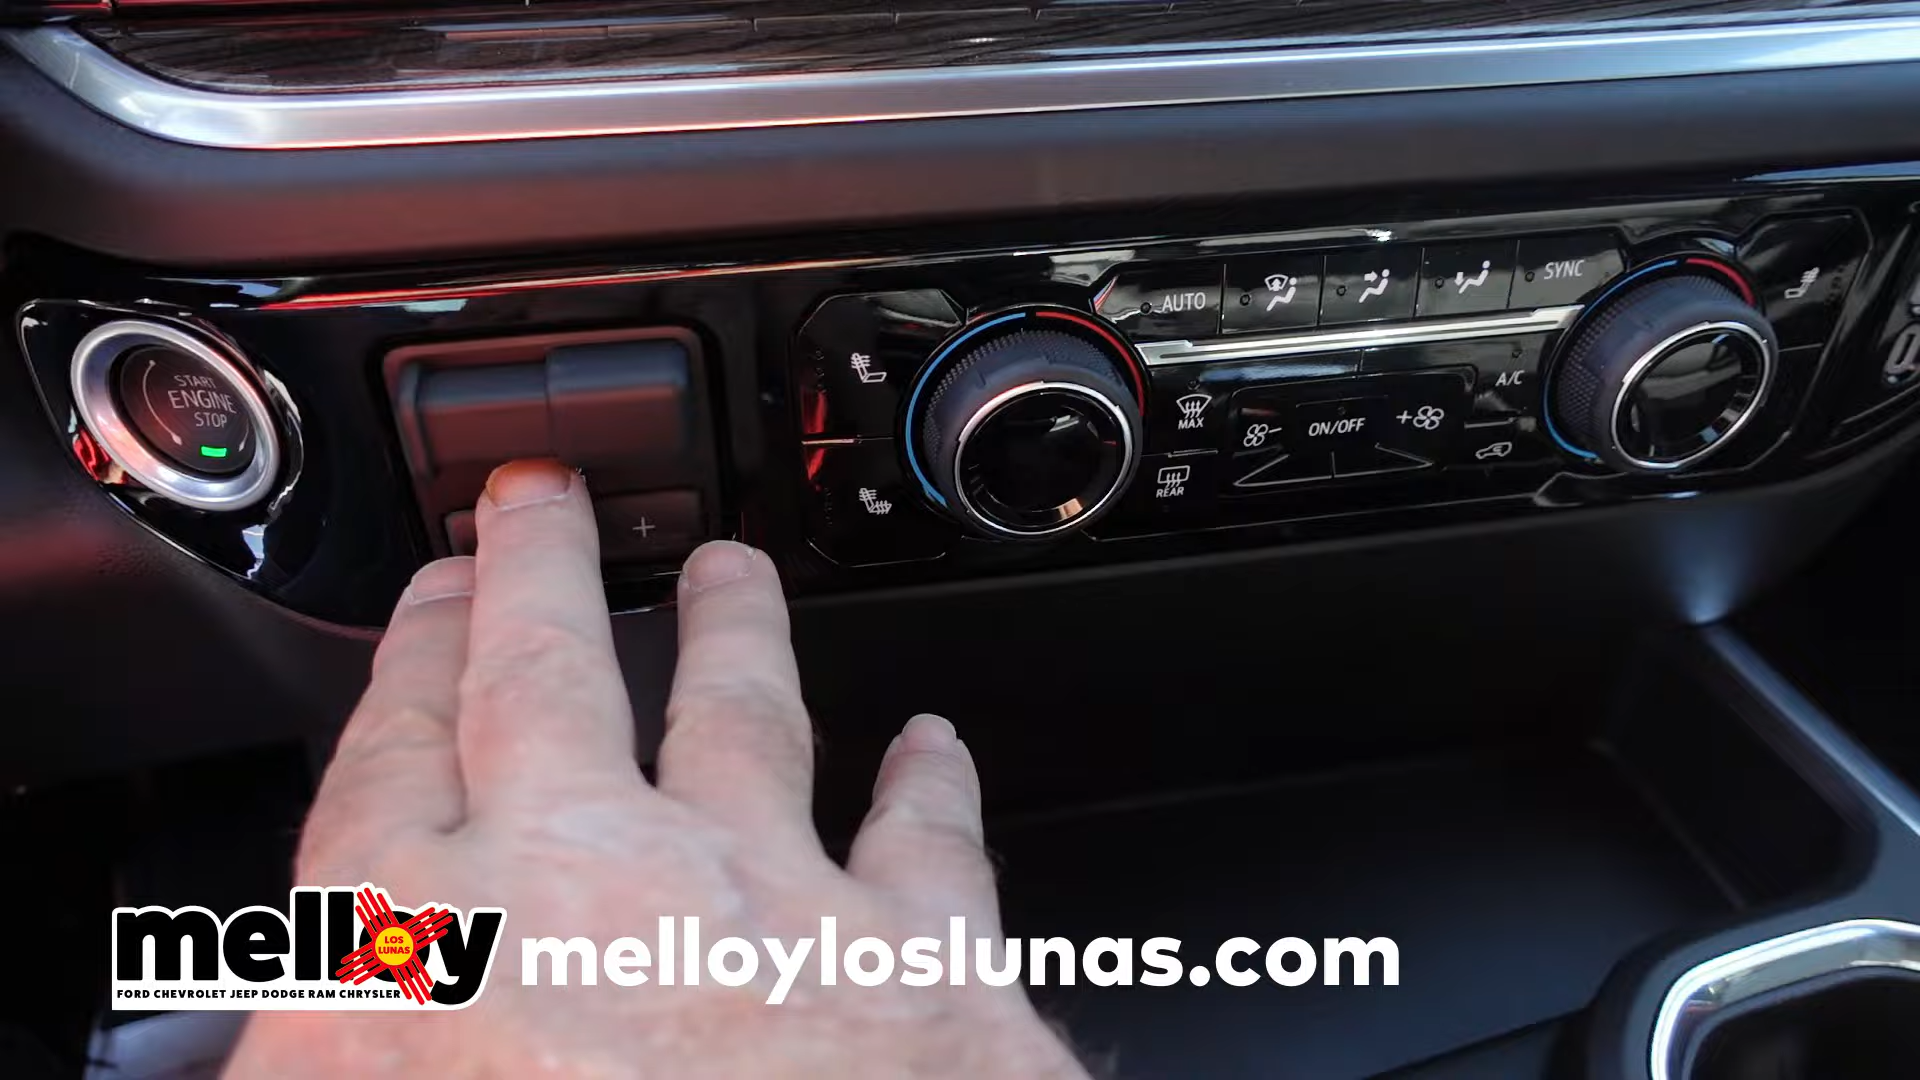 START
ENGINE
STOP
+
AUTO
SYNC
A/C
MAX
ON/OFF
+
REAR
melloy
LOS
LUNAS
FORD CHEVROLET JEEP DODGE RAM CHRYSLER
melloyloslunas.com